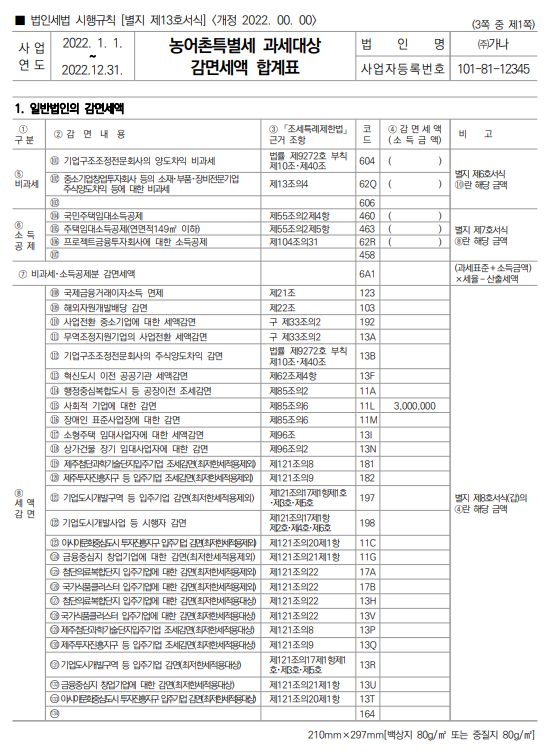 ■ 법인세법 시행규칙 [별지 제13호서식] <개정 2022. 00. 00>
(3쪽 중 제1쪽)
사 업 연 도 2022. 1. 1. ~ 2022.12.31. 농어촌특별세 과세대상 감면세액 합계표 법 인 명 ㈜가나
사업자등록번호 101-81-12345
1. 일반법인의 감면세액
① 구분 ② 감 면 내 용 ③ 「조세특례제한법」 근거 조항 코드 ④ 감면세액 (소득금액) 비 고
⑤ 비과세
⑩ 기업구조조정전문회사의 양도차익 비과세 법률 제9272호 부칙 제10조·제40조 604 ( )
중소기업창업투자회사 등의 소재·부품·장비전문기업 주식양도차익 등에 대한 비과세 제13조의4 62Q ( )
606
별지 제6호서식 ⑩란 해당 금액
⑥ 소득공제
국민주택임대소득공제 제55조의2제4항 460 ( )
주택임대소득공제(연면적149㎡ 이하) 제55조의2제5항 463 ( )
프로젝트금융투자회사에 대한 소득공제 제104조의31 62R ( )
458
별지 제7호서식 ⑧란 해당 금액
⑦ 비과세·소득공제분 감면세액 6A1 (과세표준+소득금액) ×세율-산출세액
⑧ 세액감면
국제금융거래이자소득 면제 제21조 123
해외자원개발배당 감면 제22조 103
사업전환 중소기업에 대한 세액감면 구 제33조의2 192
무역조정지원기업의 사업전환 세액감면 구 제33조의2 13A
기업구조조정전문회사의 주식양도차익 감면 법률 제9272호 부칙 제10조·제40조 13B
혁신도시 이전 공공기관 세액감면 제62조제4항 13F
행정중심복합도시 등 공장이전 조세감면 제85조의2 11A
사회적 기업에 대한 감면 제85조의6 11L 3,000,000
장애인 표준사업장에 대한 감면 제85조의6 11M
소형주택 임대사업자에 대한 세액감면 제96조 13I
상가건물 장기 임대사업자에 대한 감면 제96조의2 13N
제주첨단과학기술단지입주기업 조세감면(최저한세적용제외) 제121조의8 181
제주투자진흥지구 등 입주기업 조세감면(최저한세적용제외) 제121조의9 182
기업도시개발구역 등 입주기업 감면(최저한세적용제외) 제121조의17제1항제1호·제3호·제5호 197
기업도시개발사업 등 시행자 감면 제121조의17제1항 제2호·제4호·제6호 198
아시아문화중심도시 투자진흥지구 입주기업 감면(최저한세적용제외) 제121조의20제1항 11C
금융중심지 창업기업에 대한 감면(최저한세적용제외) 제121조의21제1항 11G
첨단의료복합단지 입주기업에 대한 감면(최저한세적용제외) 제121조의22 17A
국가식품클러스터 입주기업에 대한 감면(최저한세적용제외) 제121조의22 17B
첨단의료복합단지 입주기업에 대한 감면(최저한세적용대상) 제121조의22 13H
국가식품클러스터 입주기업에 대한 감면(최저한세적용대상) 제121조의22 13V
제주첨단과학기술단지입주기업 조세감면(최저한세적용대상) 제121조의8 13P
제주투자진흥지구 등 입주기업 조세감면(최저한세적용대상) 제121조의9 13Q
기업도시개발구역 등 입주기업 감면(최저한세적용대상) 제121조의17제1항제1호·제3호·제5호 13R
금융중심지 창업기업에 대한 감면(최저한세적용대상) 제121조의21제1항 13U
아시아문화중심도시 투자진흥지구 입주기업 감면(최저한세적용대상) 제121조의20제1항 13T
164
별지 제8호서식(갑)의 ④란 해당 금액
210mm×297mm[백상지 80g/㎡ 또는 중질지 80g/㎡]